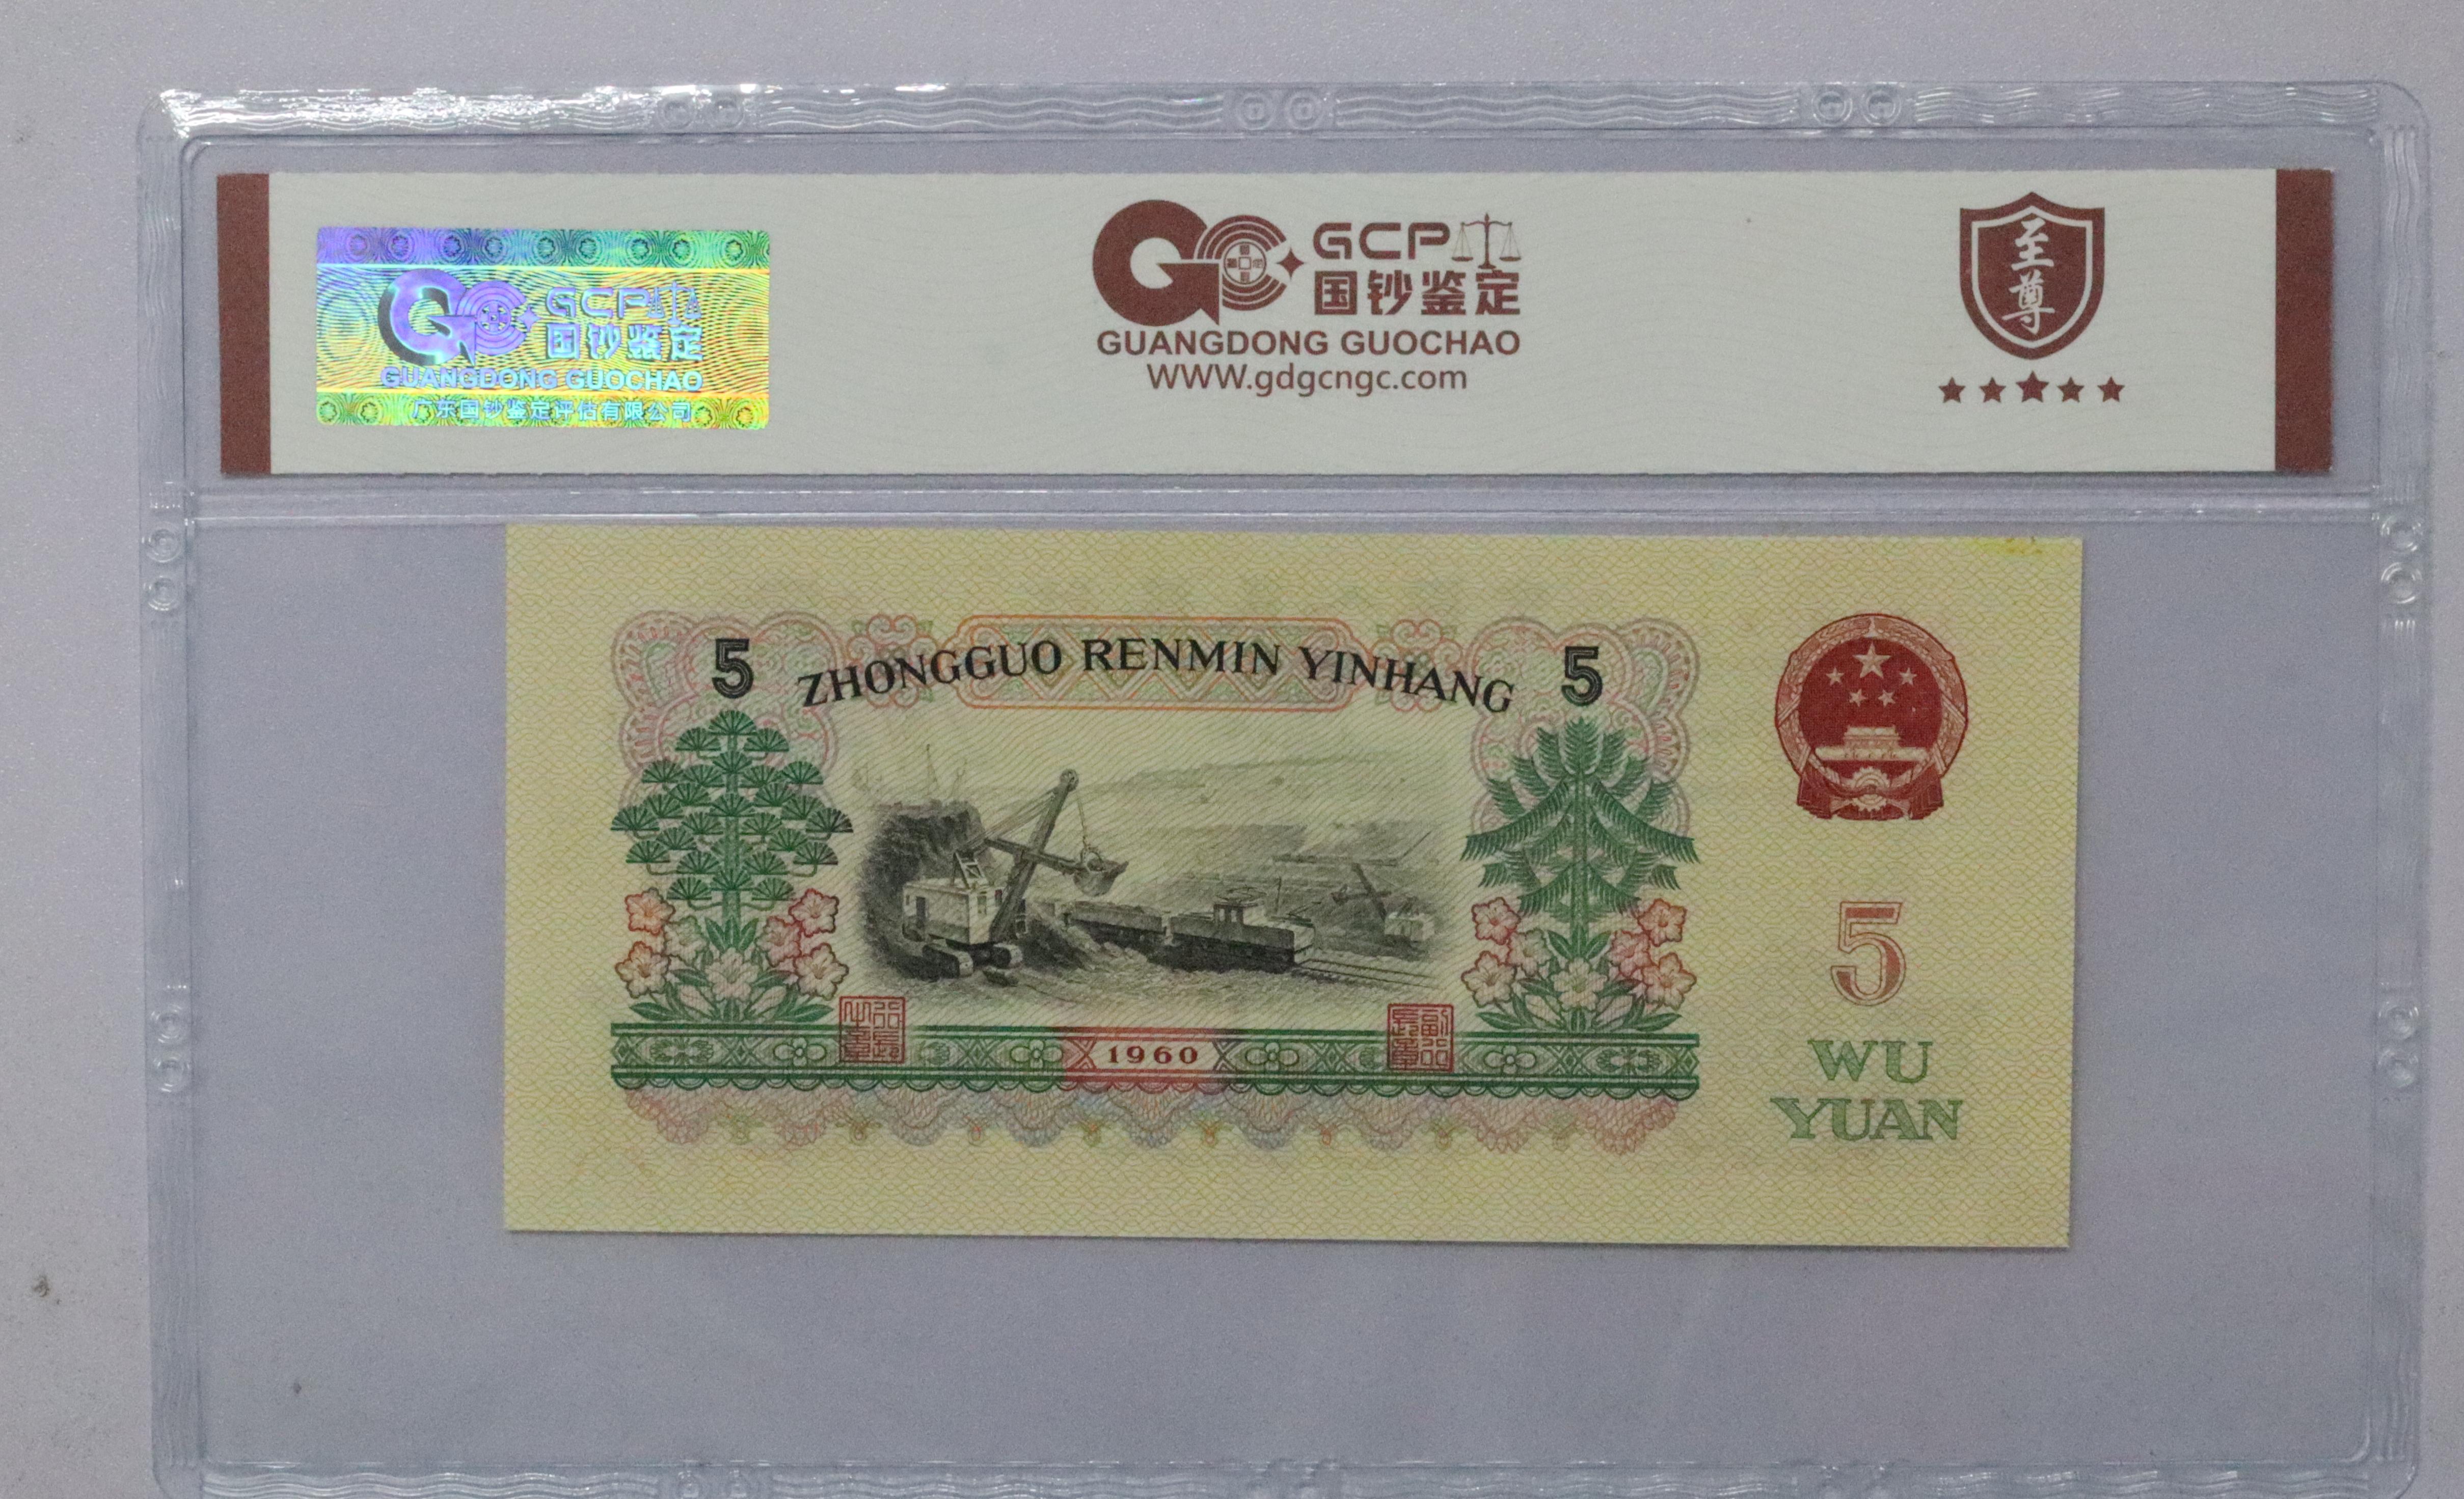 GCP
国钞鉴定
GUANGDONG GUOCHAO
广东国钞鉴定评估有限公司
GCP
国钞鉴定
GUANGDONG GUOCHAO
WWW.gdgcngc.com
至尊
5 ZHONGGUO RENMIN YINHANG 5
1960
5
WU
YUAN